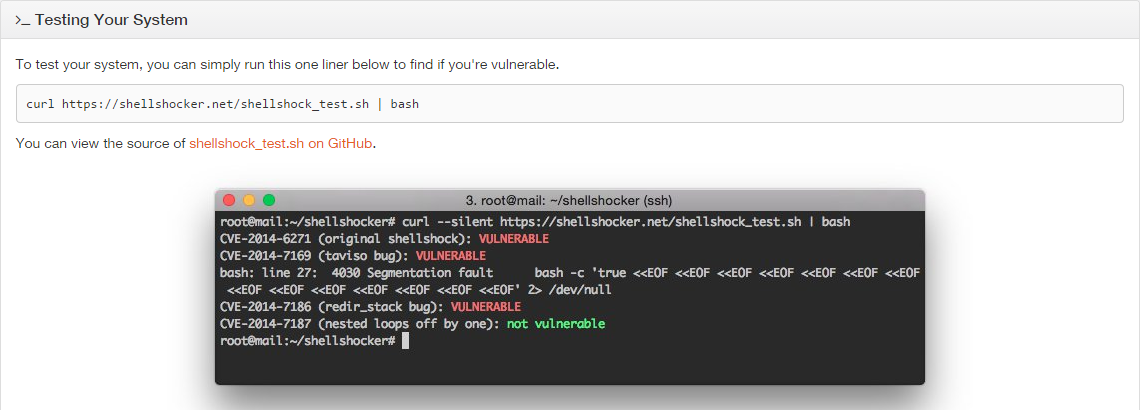 >_ Testing Your System
To test your system, you can simply run this one liner below to find if you're vulnerable.
curl https://shellshocker.net/shellshock_test.sh | bash
You can view the source of shellshock_test.sh on GitHub.
3. root@mail: ~/shellshocker (ssh)
root@mail:~/shellshocker# curl --silent https://shellshocker.net/shellshock_test.sh | bash
CVE-2014-6271 (original shellshock): VULNERABLE
CVE-2014-7169 (taviso bug): VULNERABLE
bash: line 27:  4030 Segmentation fault      bash -c 'true <<EOF <<EOF <<EOF <<EOF <<EOF <<EOF <<EOF
<<EOF <<EOF <<EOF <<EOF <<EOF <<EOF <<EOF' 2> /dev/null
CVE-2014-7186 (redir_stack bug): VULNERABLE
CVE-2014-7187 (nested loops off by one): not vulnerable
root@mail:~/shellshocker#